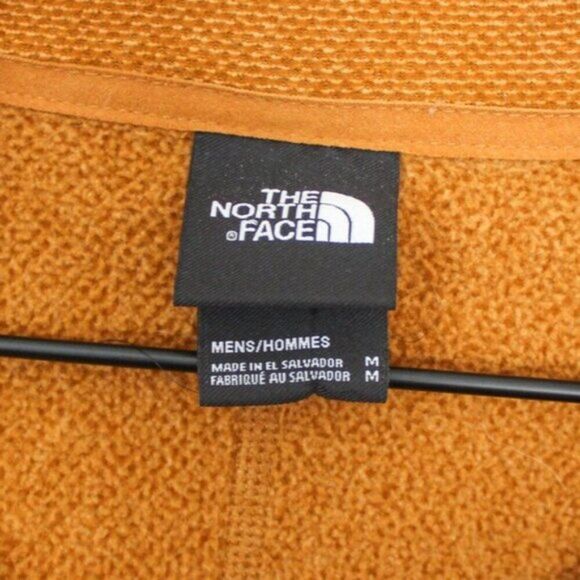 THE
NORTH
® FACE
MENS/HOMMES
MADE IN EL SALVADOR M
FABRIQUÉ AU SALVADOR M